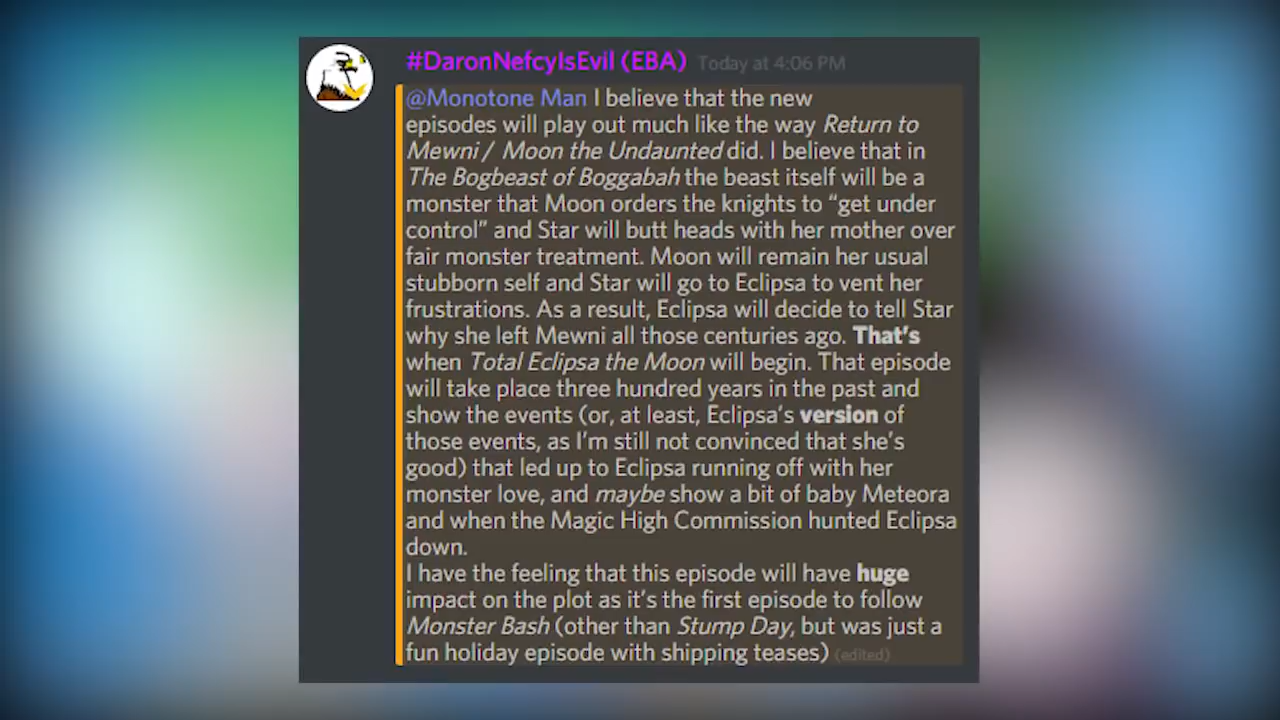 #DaronNefcyIsEvil (EBA) Today at 4:06 PM
@Monotone Man I believe that the new
episodes will play out much like the way Return to
Mewni / Moon the Undaunted did. I believe that in
The Bogbeast of Boggabah the beast itself will be a
monster that Moon orders the knights to “get under
control” and Star will butt heads with her mother over
fair monster treatment. Moon will remain her usual
stubborn self and Star will go to Eclipsa to vent her
frustrations. As a result, Eclipsa will decide to tell Star
why she left Mewni all those centuries ago. That’s
when Total Eclipsa the Moon will begin. That episode
will take place three hundred years in the past and
show the events (or, at least, Eclipsa’s version of
those events, as I’m still not convinced that she’s
good) that led up to Eclipsa running off with her
monster love, and maybe show a bit of baby Meteora
and when the Magic High Commission hunted Eclipsa
down.
I have the feeling that this episode will have huge
impact on the plot as it’s the first episode to follow
Monster Bash (other than Stump Day, but was just a
fun holiday episode with shipping teases) (edited)